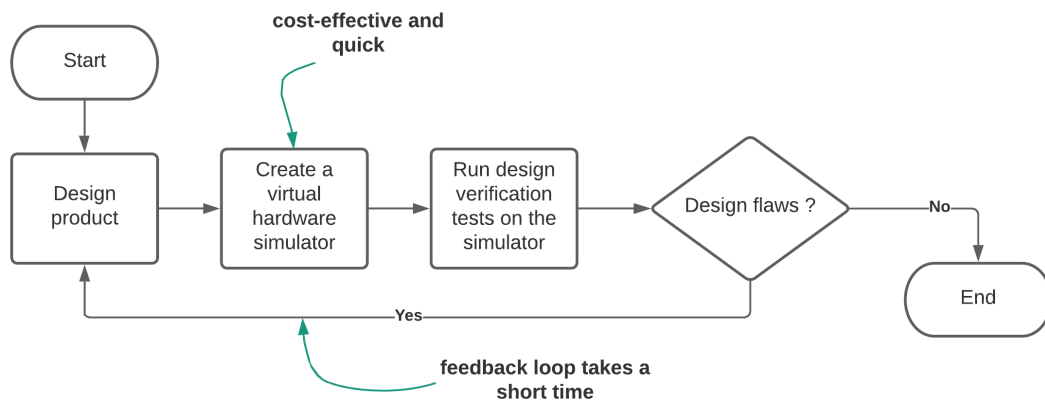 cost-effective and
quick
Start
Design
product
Create a
virtual
hardware
simulator
Run design
verification
tests on the
simulator
Design flaws ?
No
End
Yes
feedback loop takes a
short time